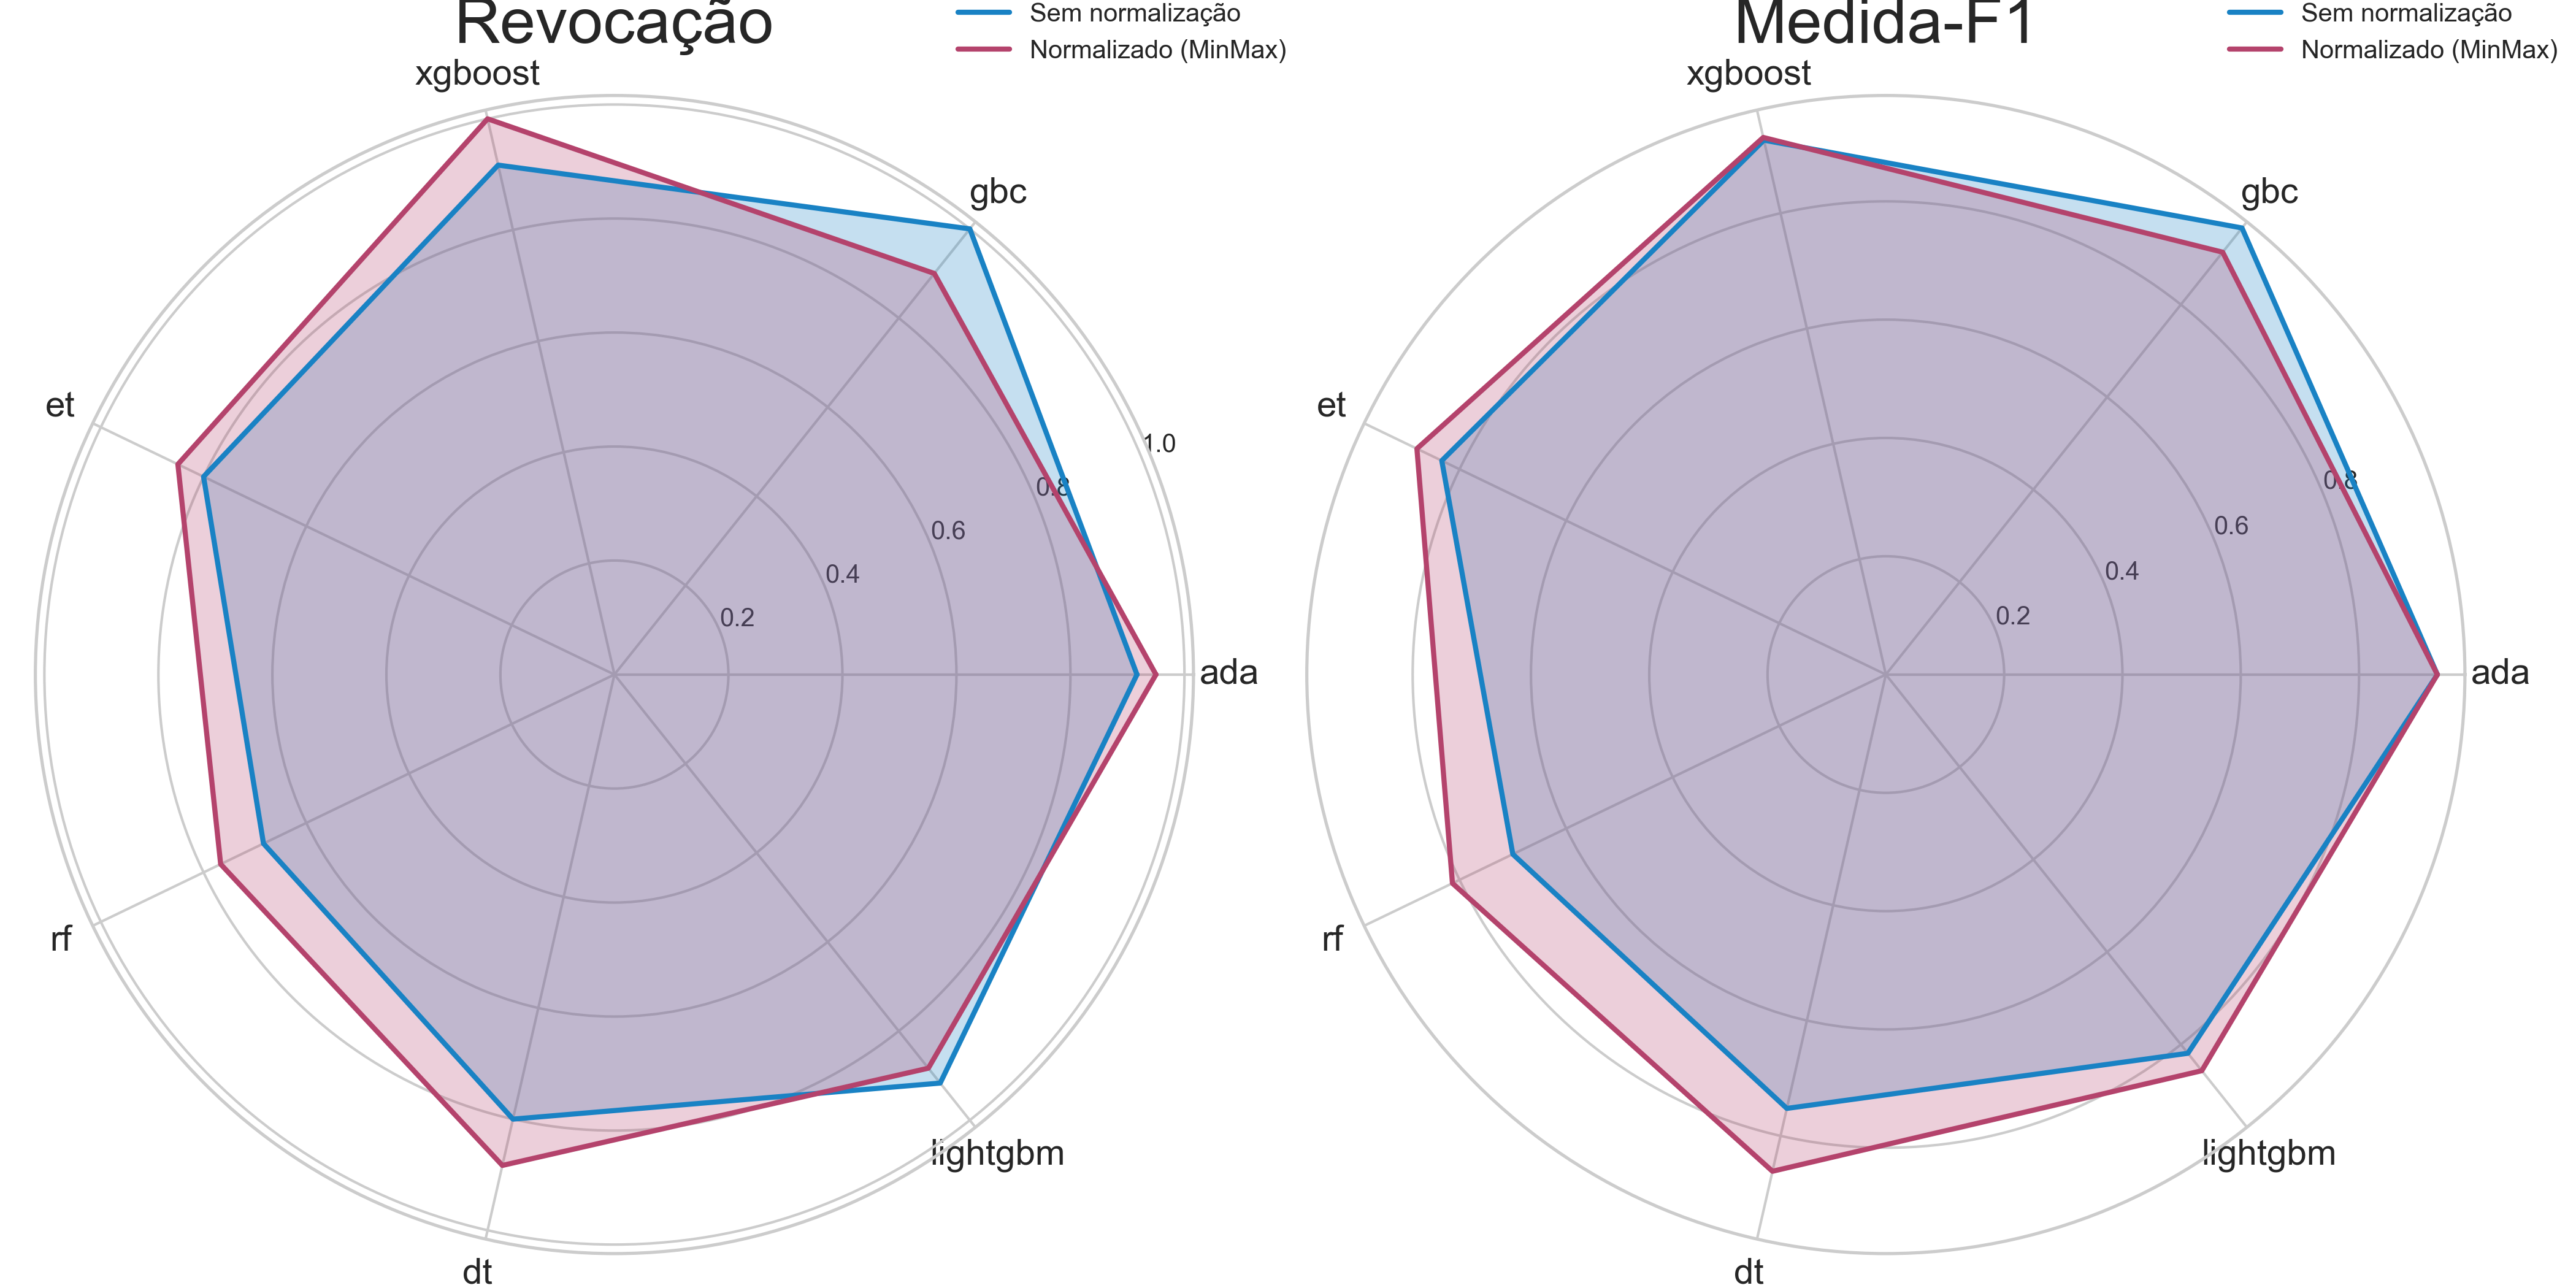 Revocação
Sem normalização
Normalizado (MinMax)
xgboost
gbc
et
1.0
0.8
0.6
0.4
0.2
ada
rf
lightgbm
dt
Medida-F1
Sem normalização
Normalizado (MinMax)
xgboost
gbc
et
0.8
0.6
0.4
0.2
ada
rf
lightgbm
dt